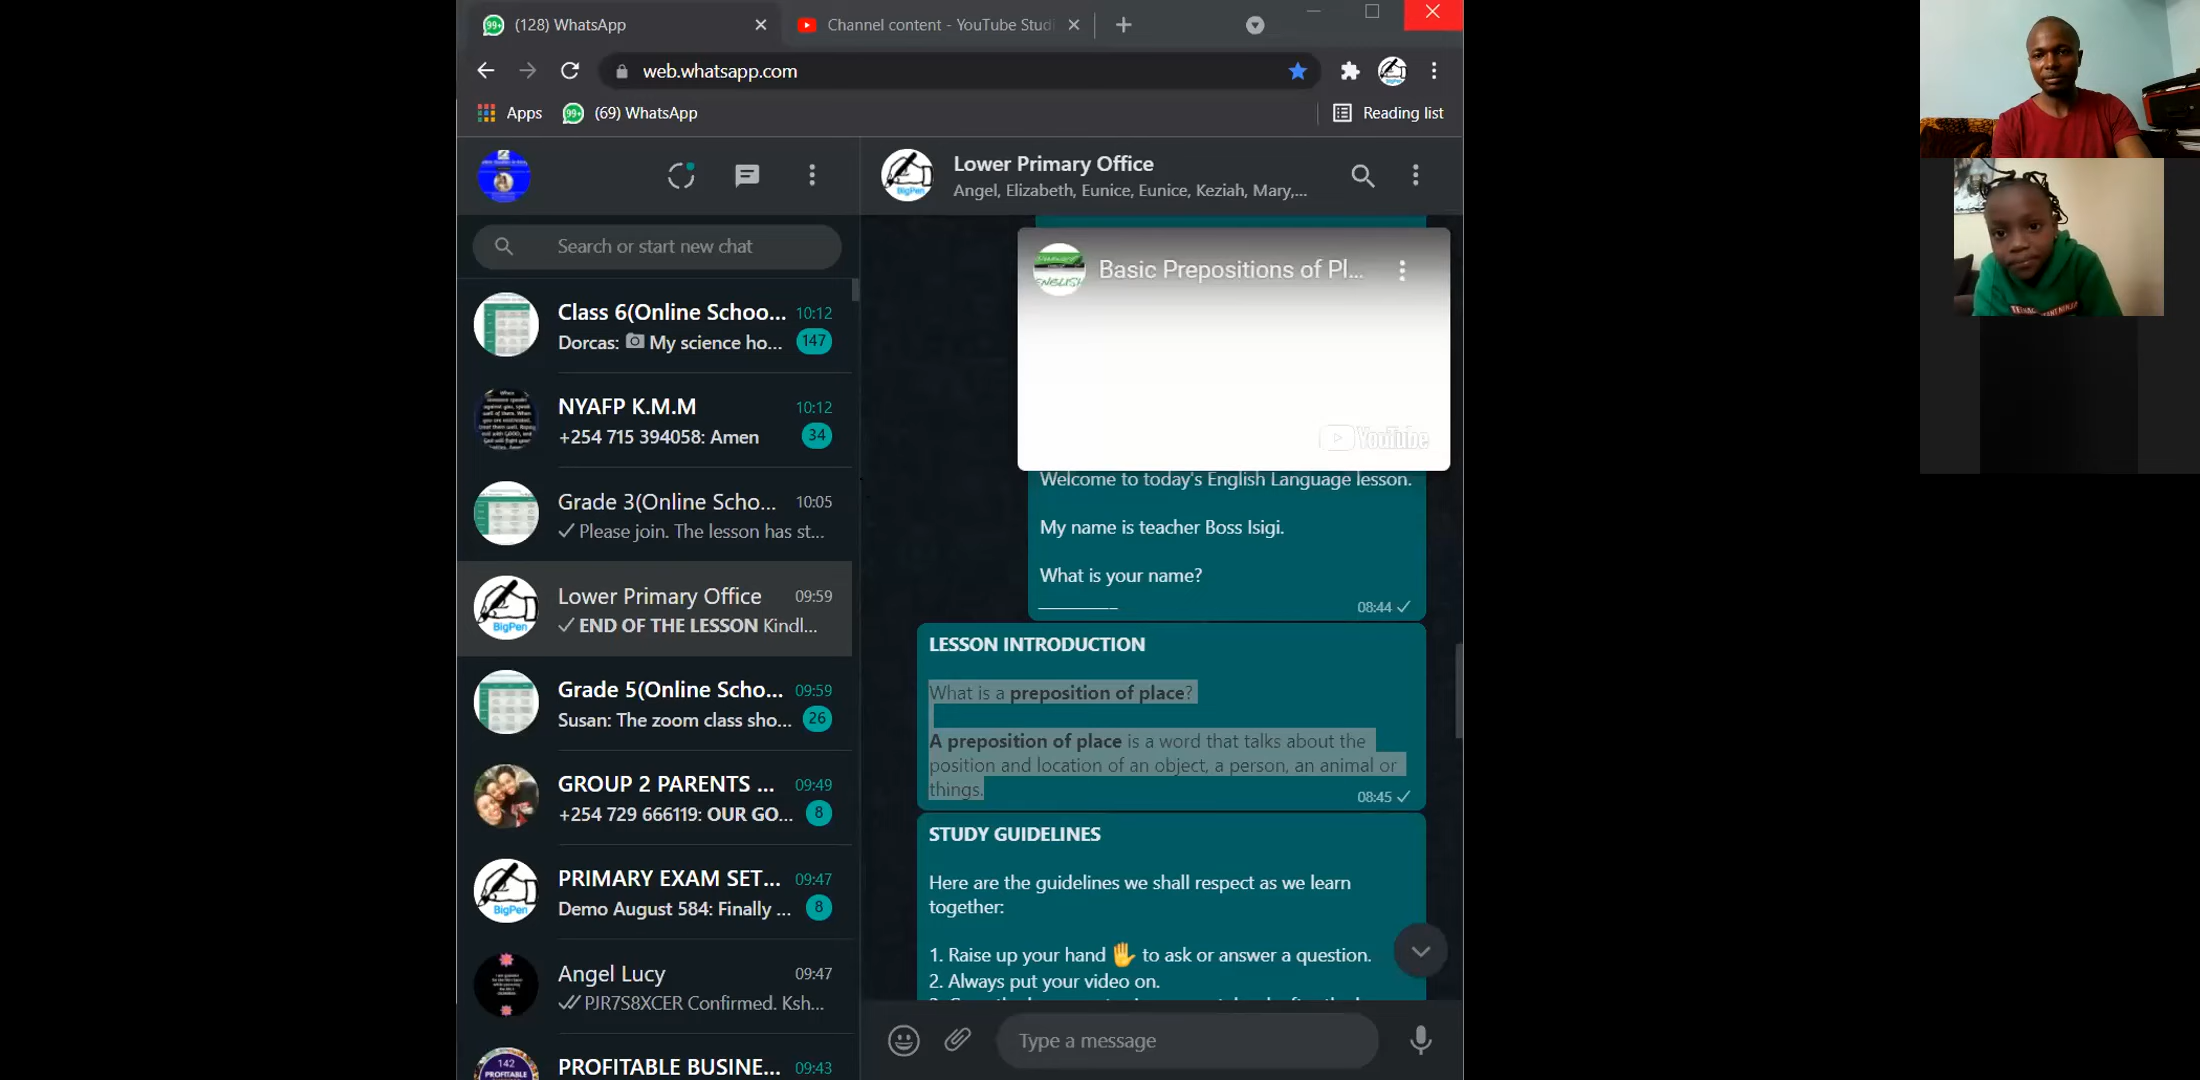 (128) WhatsApp
Channel content - YouTube Studi
web.whatsapp.com
Apps
(69) WhatsApp
Reading list
Lower Primary Office
Angel, Elizabeth, Eunice, Eunice, Keziah, Mary,...
Search or start new chat
Class 6(Online Schoo... 10:12
Dorcas: My science ho... 147
NYAFP K.M.M 10:12
+254 715 394058: Amen 34
Grade 3(Online Scho... 10:05
Please join. The lesson has st...
Lower Primary Office 09:59
END OF THE LESSON Kindl...
BigPen
Grade 5(Online Scho... 09:59
Susan: The zoom class sho... 26
GROUP 2 PARENTS ... 09:49
+254 729 666119: OUR GO... 8
PRIMARY EXAM SET... 09:47
Demo August 584: Finally ... 8
BigPen
Angel Lucy 09:47
PJR7S8XCER Confirmed. Ksh...
PROFITABLE BUSINE... 09:43
142
PROFITABLE
BigPen
ENGLISH
Basic Prepositions of Pl...
YouTube
Welcome to today's English Language lesson.
My name is teacher Boss Isigi.
What is your name?
08:44
LESSON INTRODUCTION
What is a preposition of place?
A preposition of place is a word that talks about the
position and location of an object, a person, an animal or
things.
08:45
STUDY GUIDELINES
Here are the guidelines we shall respect as we learn
together:
1. Raise up your hand ✋ to ask or answer a question.
2. Always put your video on.
Type a message